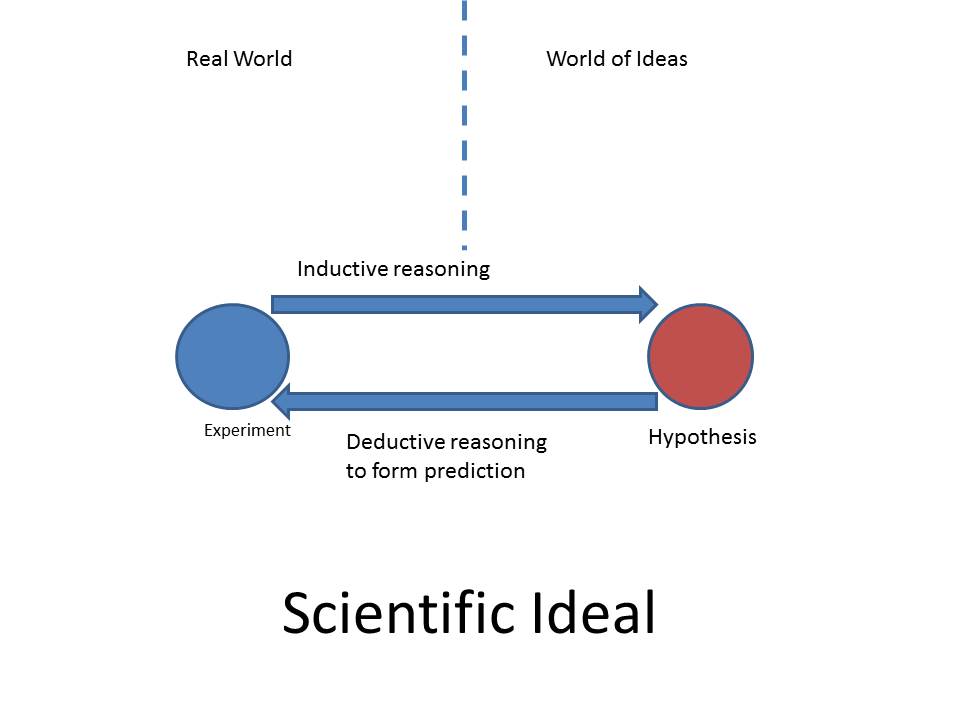 Real World
World of Ideas
Inductive reasoning
Experiment
Deductive reasoning
to form prediction
Hypothesis
Scientific Ideal